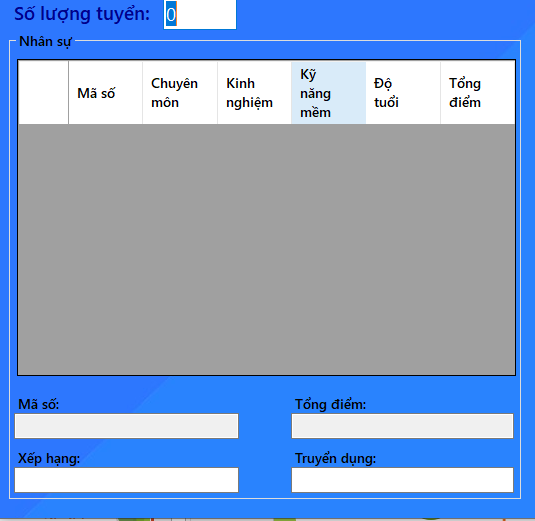 Số lượng tuyển: 0
Nhân sự
Mã số
Chuyên
môn
Kinh
nghiệm
Kỹ
năng
mềm
Độ
tuổi
Tổng
điểm
Mã số:
Tổng điểm:
Xếp hạng:
Truyển dụng: